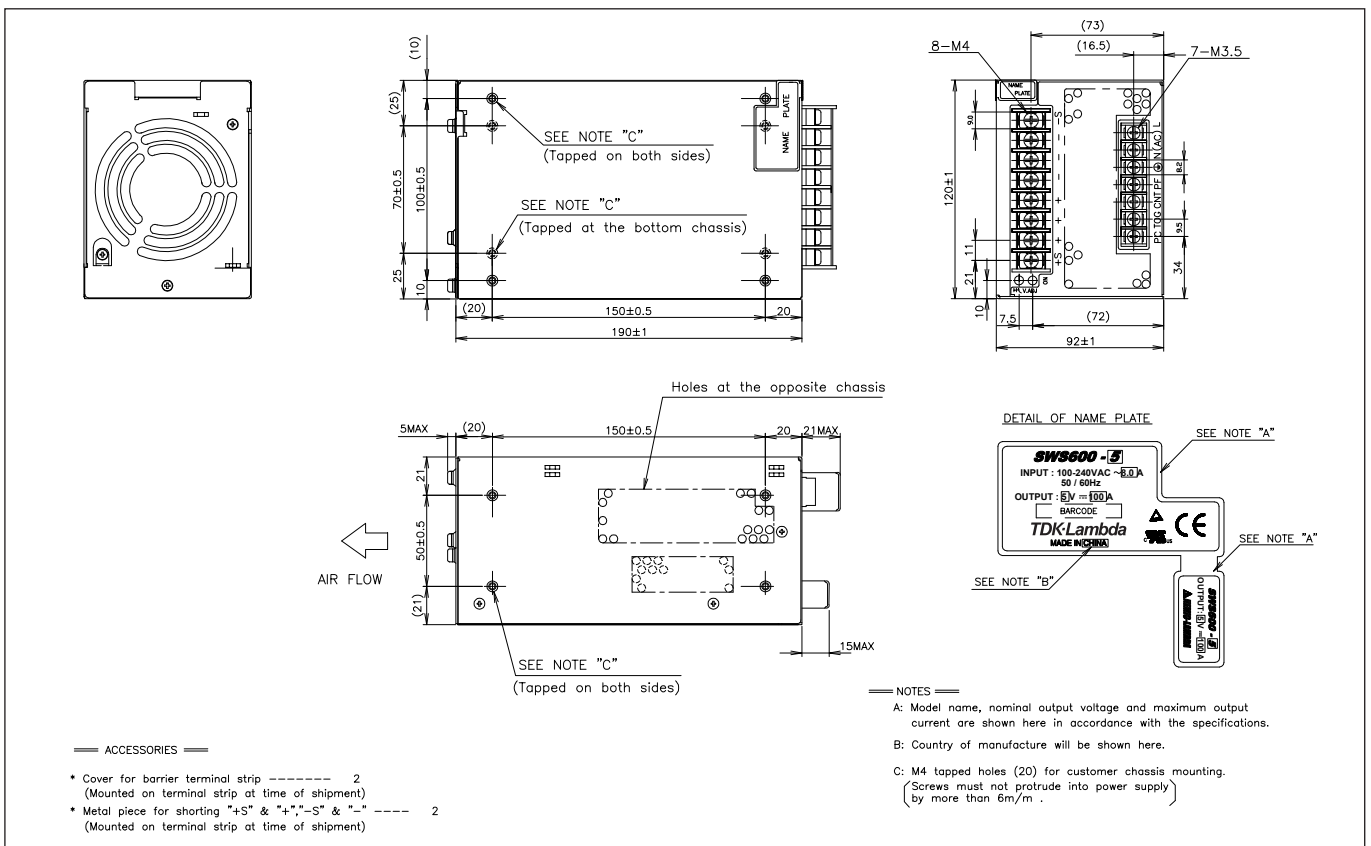 (10)
(25)
70±0.5
100±0.5
25
10
SEE NOTE "C"
(Tapped on both sides)
SEE NOTE "C"
(Tapped at the bottom chassis)
NAME PLATE
(20)
150±0.5
20
190±1
(73)
(16.5)
8-M4
7-M3.5
NAME
PLATE
9.0
120±1
-S
-
-
-
+
+
+
+S
L
N (AC)
PF
CNT
TOG
PC
8.2
9.5
11
21
10
34
V.ADJ
ON
7.5
(72)
92±1
Holes at the opposite chassis
5MAX
(20)
150±0.5
20
21MAX
21
50±0.5
(21)
AIR FLOW
15MAX
SEE NOTE "C"
(Tapped on both sides)
DETAIL OF NAME PLATE
SEE NOTE "A"
SWS600 - 5
INPUT : 100-240VAC ~8.0 A
50 / 60Hz
OUTPUT : 5 V ⎓ 100 A
BARCODE
TDK-Lambda
MADE IN CHINA
CE
SEE NOTE "A"
SEE NOTE "B"
SWS600 - 5
OUTPUT: 5 V ⎓ 100 A
═══ NOTES ═══
A: Model name, nominal output voltage and maximum output
current are shown here in accordance with the specifications.
B: Country of manufacture will be shown here.
C: M4 tapped holes (20) for customer chassis mounting.
(Screws must not protrude into power supply
by more than 6m/m .)
═══ ACCESSORIES ═══
* Cover for barrier terminal strip ------- 2
(Mounted on terminal strip at time of shipment)
* Metal piece for shorting "+S" & "+","-S" & "-" ---- 2
(Mounted on terminal strip at time of shipment)